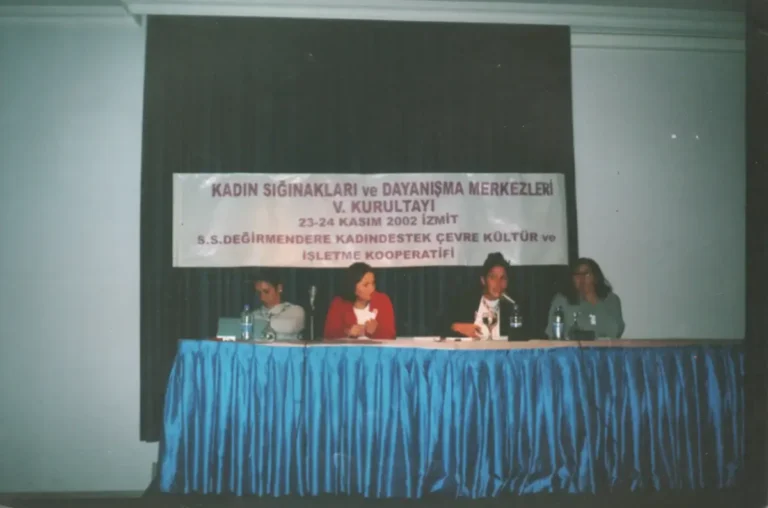 KADIN SIĞINAKLARI ve DAYANIŞMA MERKEZLERİ
V. KURULTAYI
23-24 KASIM 2002 İZMİT
S.S.DEĞİRMENDERE KADINDESTEK ÇEVRE KÜLTÜR ve
İŞLETME KOOPERATİFİ